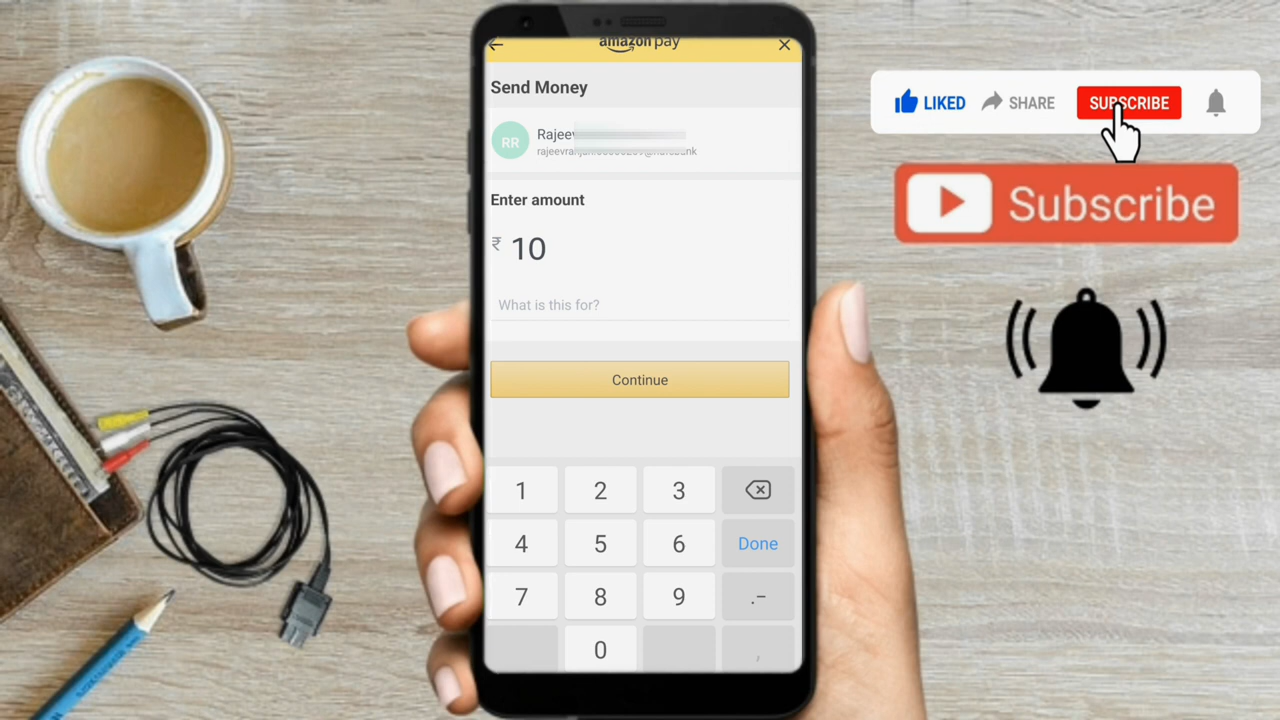 amazon pay
Send Money
RR
Rajeev
Enter amount
₹ 10
What is this for?
Continue
1 2 3
4 5 6 Done
7 8 9 .-
0 ,
LIKED SHARE SUBSCRIBE
Subscribe